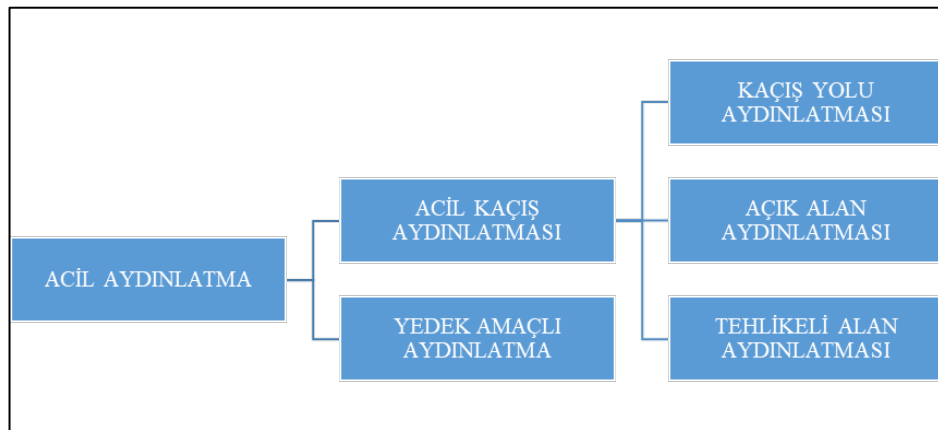 ACİL AYDINLATMA
ACİL KAÇIŞ
AYDINLATMASI
YEDEK AMAÇLI
AYDINLATMA
KAÇIŞ YOLU
AYDINLATMASI
AÇIK ALAN
AYDINLATMASI
TEHLİKELİ ALAN
AYDINLATMASI